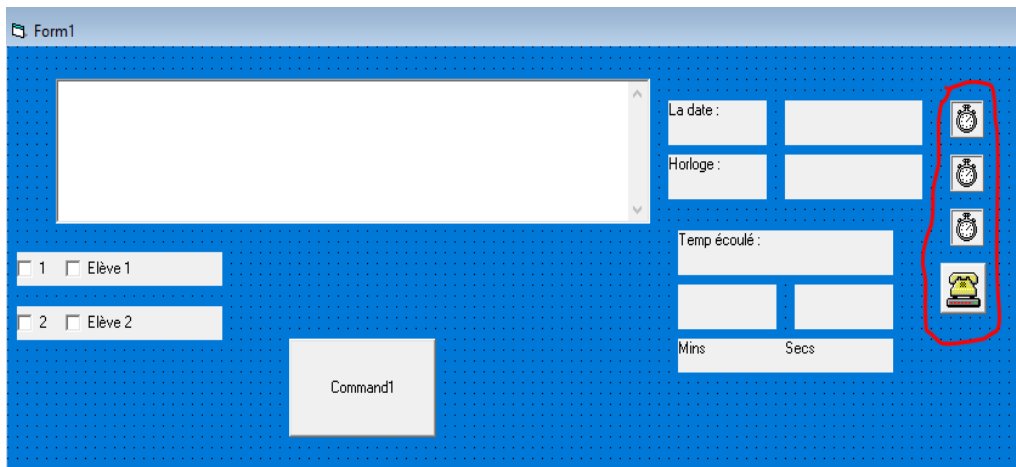 Form1
La date :
Horloge :
Temp écoulé :
1 Elève 1
2 Elève 2
Mins Secs
Command1